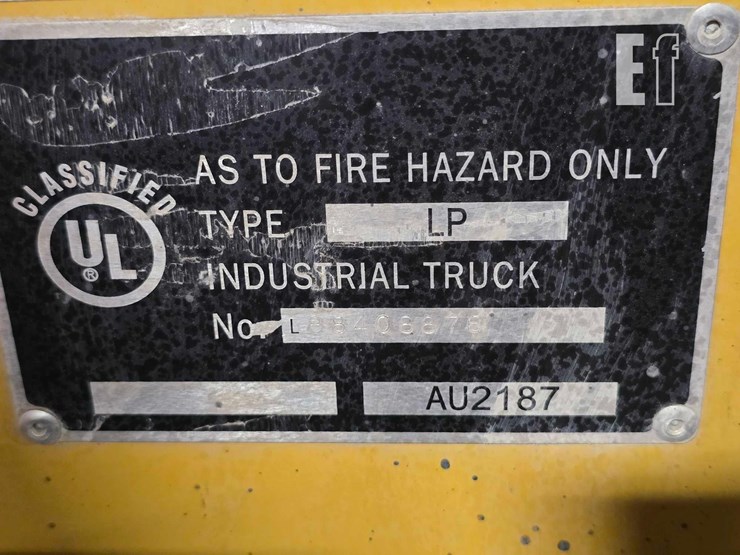 Ef
CLASSIFIED
UL®
AS TO FIRE HAZARD ONLY
TYPE LP
INDUSTRIAL TRUCK
No.
AU2187